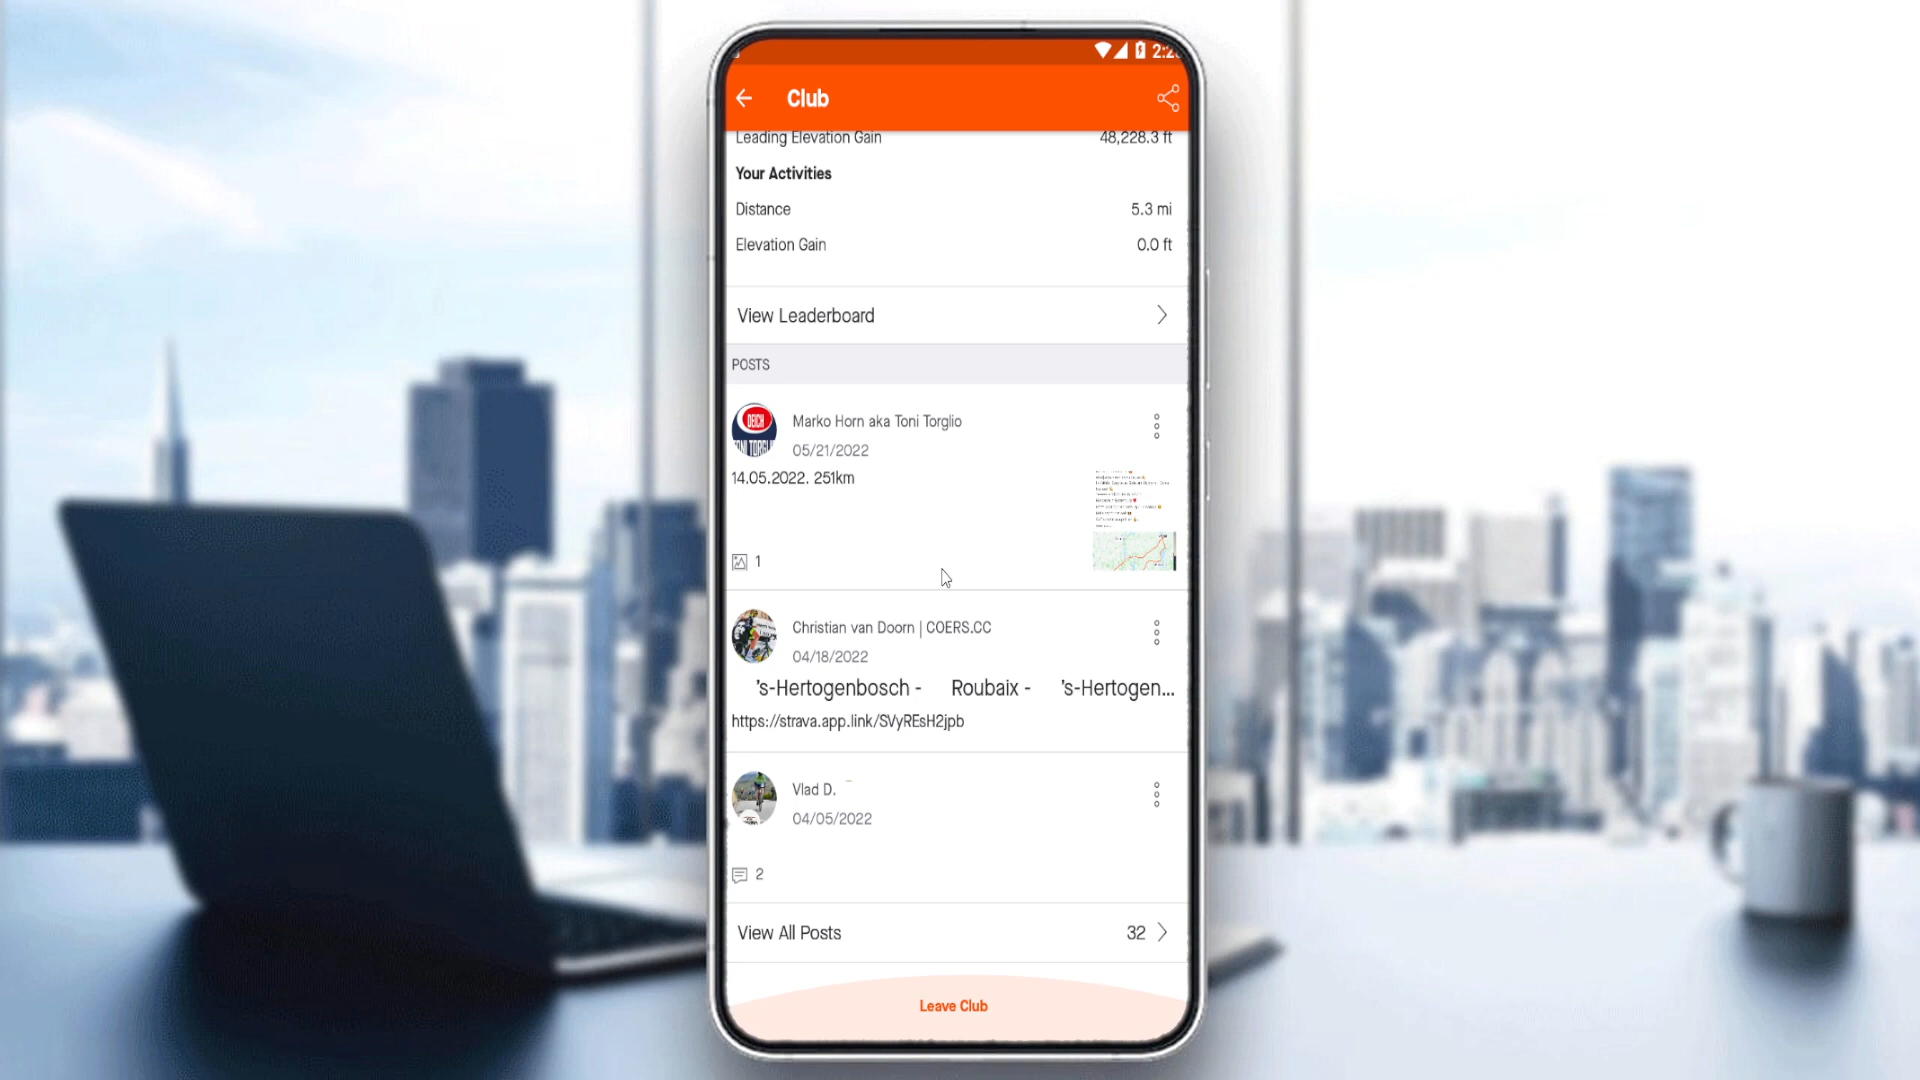 2:2
Club
Leading Elevation Gain 48,228.3 ft
Your Activities
Distance 5.3 mi
Elevation Gain 0.0 ft
View Leaderboard
POSTS
DEICH
Marko Horn aka Toni Torglio
05/21/2022
14.05.2022. 251km
1
Christian van Doorn | COERS.CC
04/18/2022
's-Hertogenbosch - Roubaix - 's-Hertogen...
https://strava.app.link/SVyREsH2jpb
Vlad D.
04/05/2022
2
View All Posts 32
Leave Club